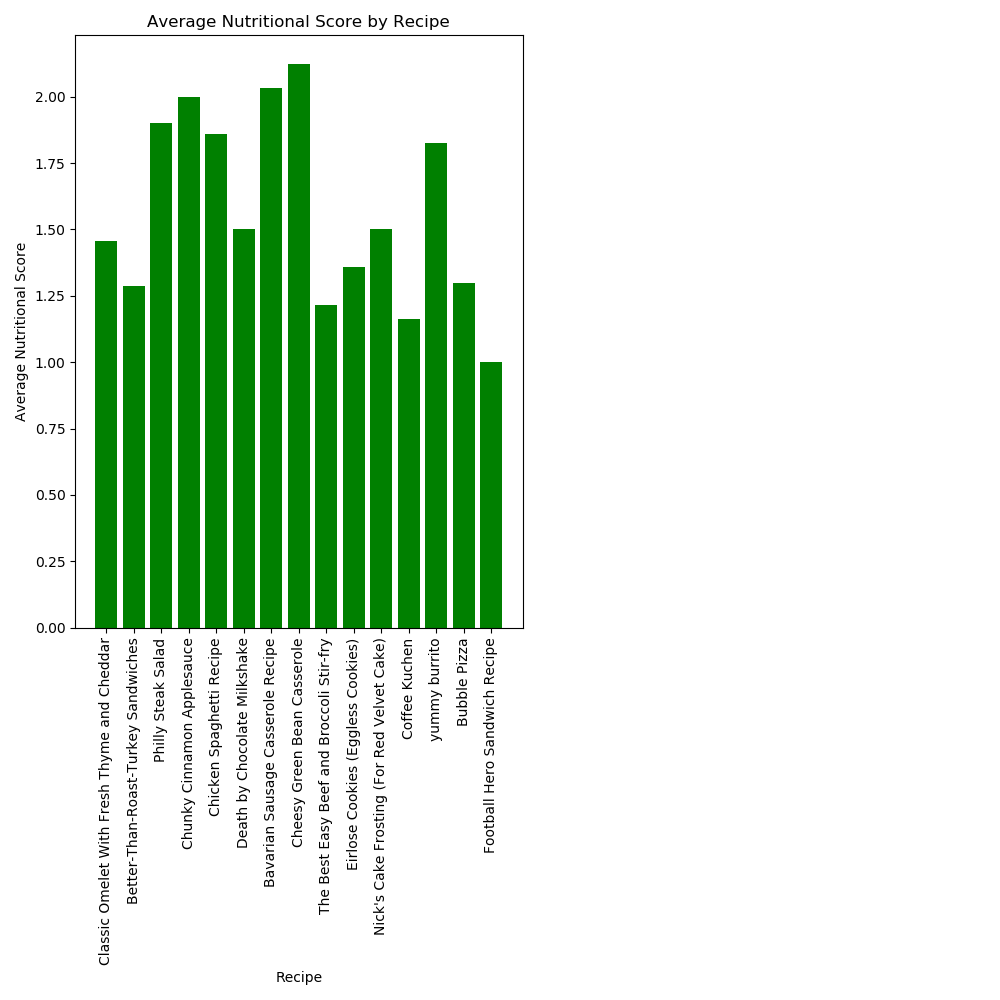 Average Nutritional Score by Recipe
Average Nutritional Score
2.00
1.75
1.50
1.25
1.00
0.75
0.50
0.25
0.00
Classic Omelet With Fresh Thyme and Cheddar
Better-Than-Roast-Turkey Sandwiches
Philly Steak Salad
Chunky Cinnamon Applesauce
Chicken Spaghetti Recipe
Death by Chocolate Milkshake
Bavarian Sausage Casserole Recipe
Cheesy Green Bean Casserole
The Best Easy Beef and Broccoli Stir-fry
Eirlose Cookies (Eggless Cookies)
Nick's Cake Frosting (For Red Velvet Cake)
Coffee Kuchen
yummy burrito
Bubble Pizza
Football Hero Sandwich Recipe
Recipe